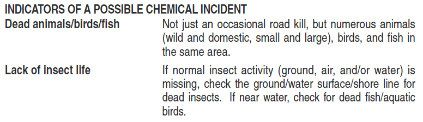 INDICATORS OF A POSSIBLE CHEMICAL INCIDENT
Dead animals/birds/fish Not just an occasional road kill, but numerous animals
(wild and domestic, small and large), birds, and fish in
the same area.
Lack of insect life If normal insect activity (ground, air, and/or water) is
missing, check the ground/water surface/shore line for
dead insects. If near water, check for dead fish/aquatic
birds.